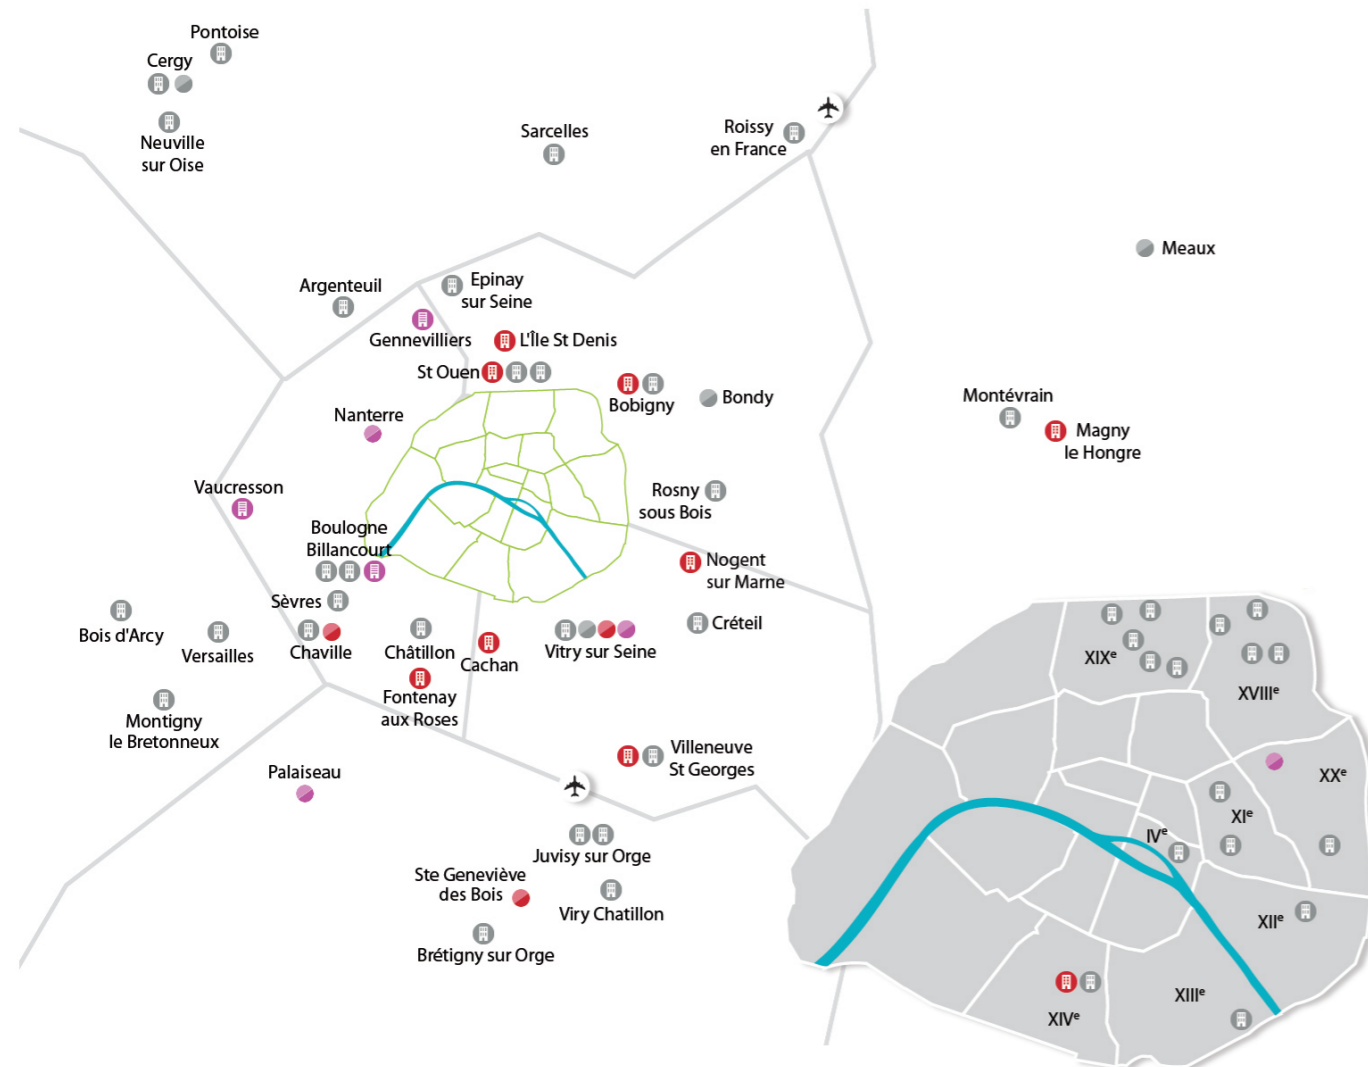 Pontoise
Cergy
Neuville
sur Oise
Sarcelles
Roissy
en France
Meaux
Argenteuil
Epinay
sur Seine
Gennevilliers
L'Île St Denis
St Ouen
Bobigny
Bondy
Montévrain
Magny
le Hongre
Nanterre
Vaucresson
Rosny
sous Bois
Boulogne
Billancourt
Nogent
sur Marne
Sèvres
Bois d'Arcy
Versailles
Chaville
Châtillon
Cachan
Vitry sur Seine
Créteil
Fontenay
aux Roses
Montigny
le Bretonneux
Villeneuve
St Georges
Palaiseau
Juvisy sur Orge
Ste Geneviève
des Bois
Viry Chatillon
Brétigny sur Orge
XIXᵉ
XVIIIᵉ
XXᵉ
XIᵉ
IVᵉ
XIIᵉ
XIIIᵉ
XIVᵉ